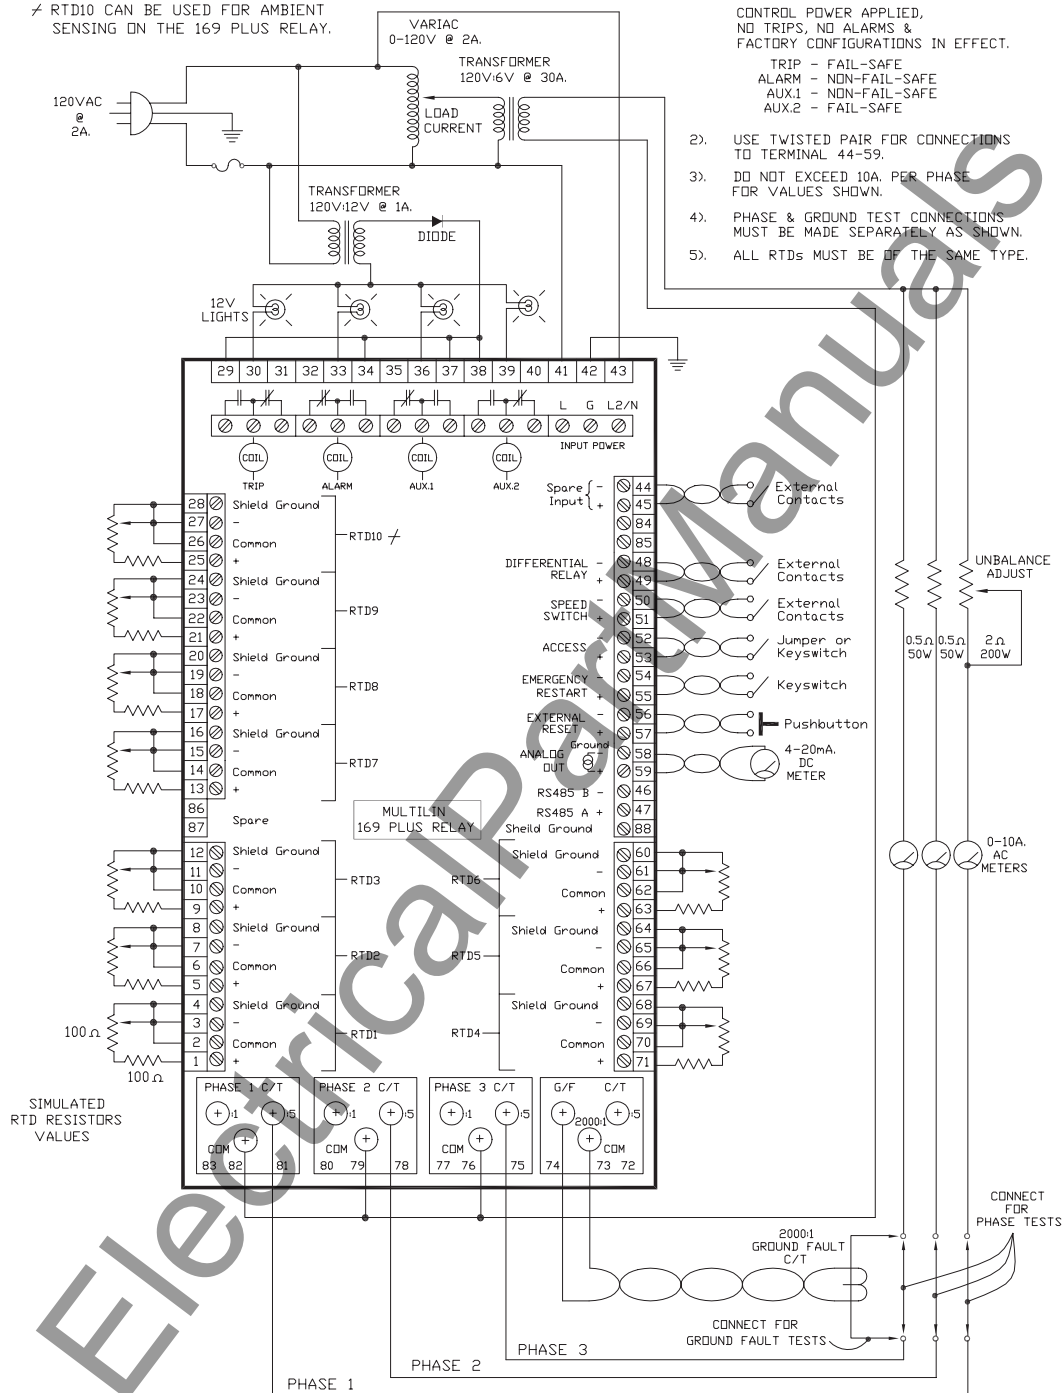 ≠ RTD10 CAN BE USED FOR AMBIENT
SENSING ON THE 169 PLUS RELAY.
VARIAC
0-120V @ 2A.
TRANSFORMER
120V:6V @ 30A.
120VAC
@
2A.
LOAD
CURRENT
TRANSFORMER
120V:12V @ 1A.
DIODE
12V
LIGHTS
CONTROL POWER APPLIED,
NO TRIPS, NO ALARMS &
FACTORY CONFIGURATIONS IN EFFECT.
TRIP - FAIL-SAFE
ALARM - NON-FAIL-SAFE
AUX.1 - NON-FAIL-SAFE
AUX.2 - FAIL-SAFE
2). USE TWISTED PAIR FOR CONNECTIONS
TO TERMINAL 44-59.
3). DO NOT EXCEED 10A. PER PHASE
FOR VALUES SHOWN.
4). PHASE & GROUND TEST CONNECTIONS
MUST BE MADE SEPARATELY AS SHOWN.
5). ALL RTDs MUST BE OF THE SAME TYPE.
29 30 31 32 33 34 35 36 37 38 39 40 41 42 43
L G L2/N
INPUT POWER
COIL COIL COIL COIL
TRIP ALARM AUX.1 AUX.2
28 Shield Ground
27 -
26 Common
25 +
RTD10 ≠
24 Shield Ground
23 -
22 Common
21 +
RTD9
20 Shield Ground
19 -
18 Common
17 +
RTD8
16 Shield Ground
15 -
14 Common
13 +
RTD7
86
87
Spare
MULTILIN
169 PLUS RELAY
12 Shield Ground
11 -
10 Common
9 +
RTD3
8 Shield Ground
7 -
6 Common
5 +
RTD2
4 Shield Ground
3 -
2 Common
1 +
RTD1
100 Ω
100 Ω
SIMULATED
RTD RESISTORS
VALUES
Spare
Input
- 44
+ 45
External
Contacts
84
85
DIFFERENTIAL
RELAY
- 48
+ 49
External
Contacts
SPEED
SWITCH
- 50
+ 51
External
Contacts
ACCESS
- 52
+ 53
Jumper or
Keyswitch
EMERGENCY
RESTART
- 54
+ 55
Keyswitch
EXTERNAL
RESET
- 56
+ 57
Pushbutton
Ground
ANALOG
OUT
- 58
+ 59
4-20mA.
DC
METER
RS485 B - 46
RS485 A + 47
Sheild Ground 88
Shield Ground 60
- 61
Common 62
+ 63
RTD6
Shield Ground 64
- 65
Common 66
+ 67
RTD5
Shield Ground 68
- 69
Common 70
+ 71
RTD4
UNBALANCE
ADJUST
0.5Ω 0.5Ω 2Ω
50W 50W 200W
0-10A.
AC
METERS
PHASE 1 C/T
:1 :5
COM
83 82 81
PHASE 2 C/T
:1 :5
COM
80 79 78
PHASE 3 C/T
:1 :5
COM
77 76 75
G/F C/T
2000:1 :5
COM
74 73 72
CONNECT
FOR
PHASE TESTS
2000:1
GROUND FAULT
C/T
CONNECT FOR
GROUND FAULT TESTS
PHASE 3
PHASE 2
PHASE 1
ElectricalPartManuals